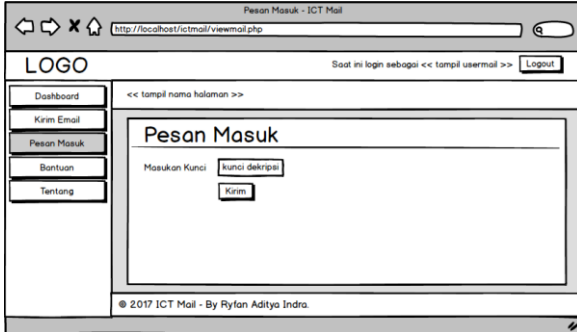 Pesan Masuk - ICT Mail
http://localhost/ictmail/viewmail.php
LOGO
Saat ini login sebagai << tampil usermail >>
Logout
Dashboard
<< tampil nama halaman >>
Kirim Email
Pesan Masuk
Bantuan
Tentang
Pesan Masuk
Masukan Kunci
kunci dekripsi
Kirim
© 2017 ICT Mail - By Ryfan Aditya Indra.